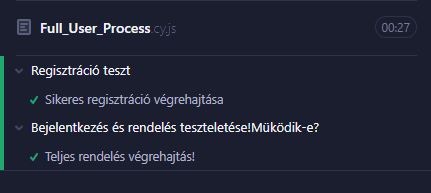 Full_User_Process.cy.js 00:27
Regisztráció teszt
Sikeres regisztráció végrehajtása
Bejelentkezés és rendelés teszteletése!Müködik-e?
Teljes rendelés végrehajtás!